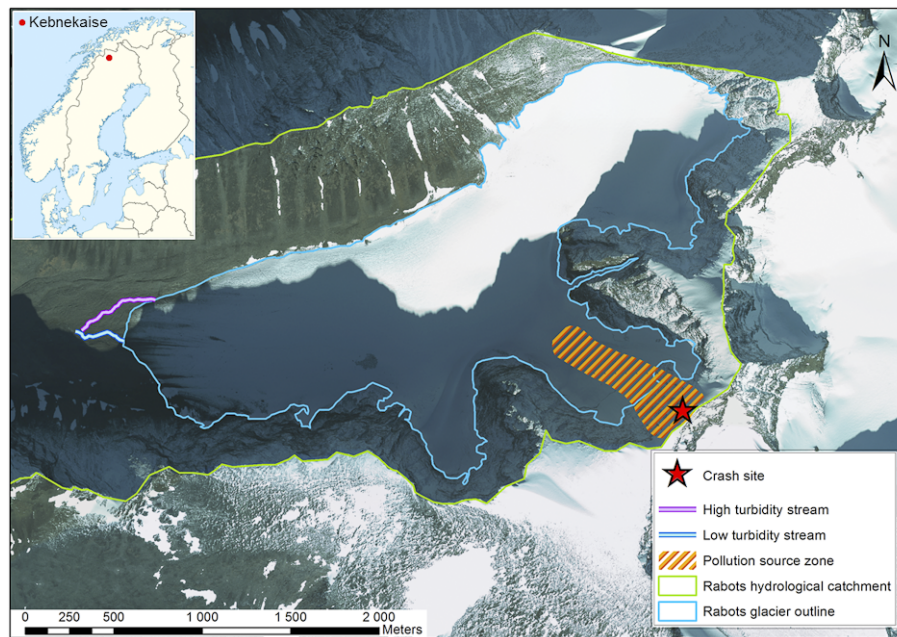 Kebnekaise
N
Crash site
High turbidity stream
Low turbidity stream
Pollution source zone
Rabots hydrological catchment
Rabots glacier outline
0 250 500 1 000 1 500 2 000
Meters